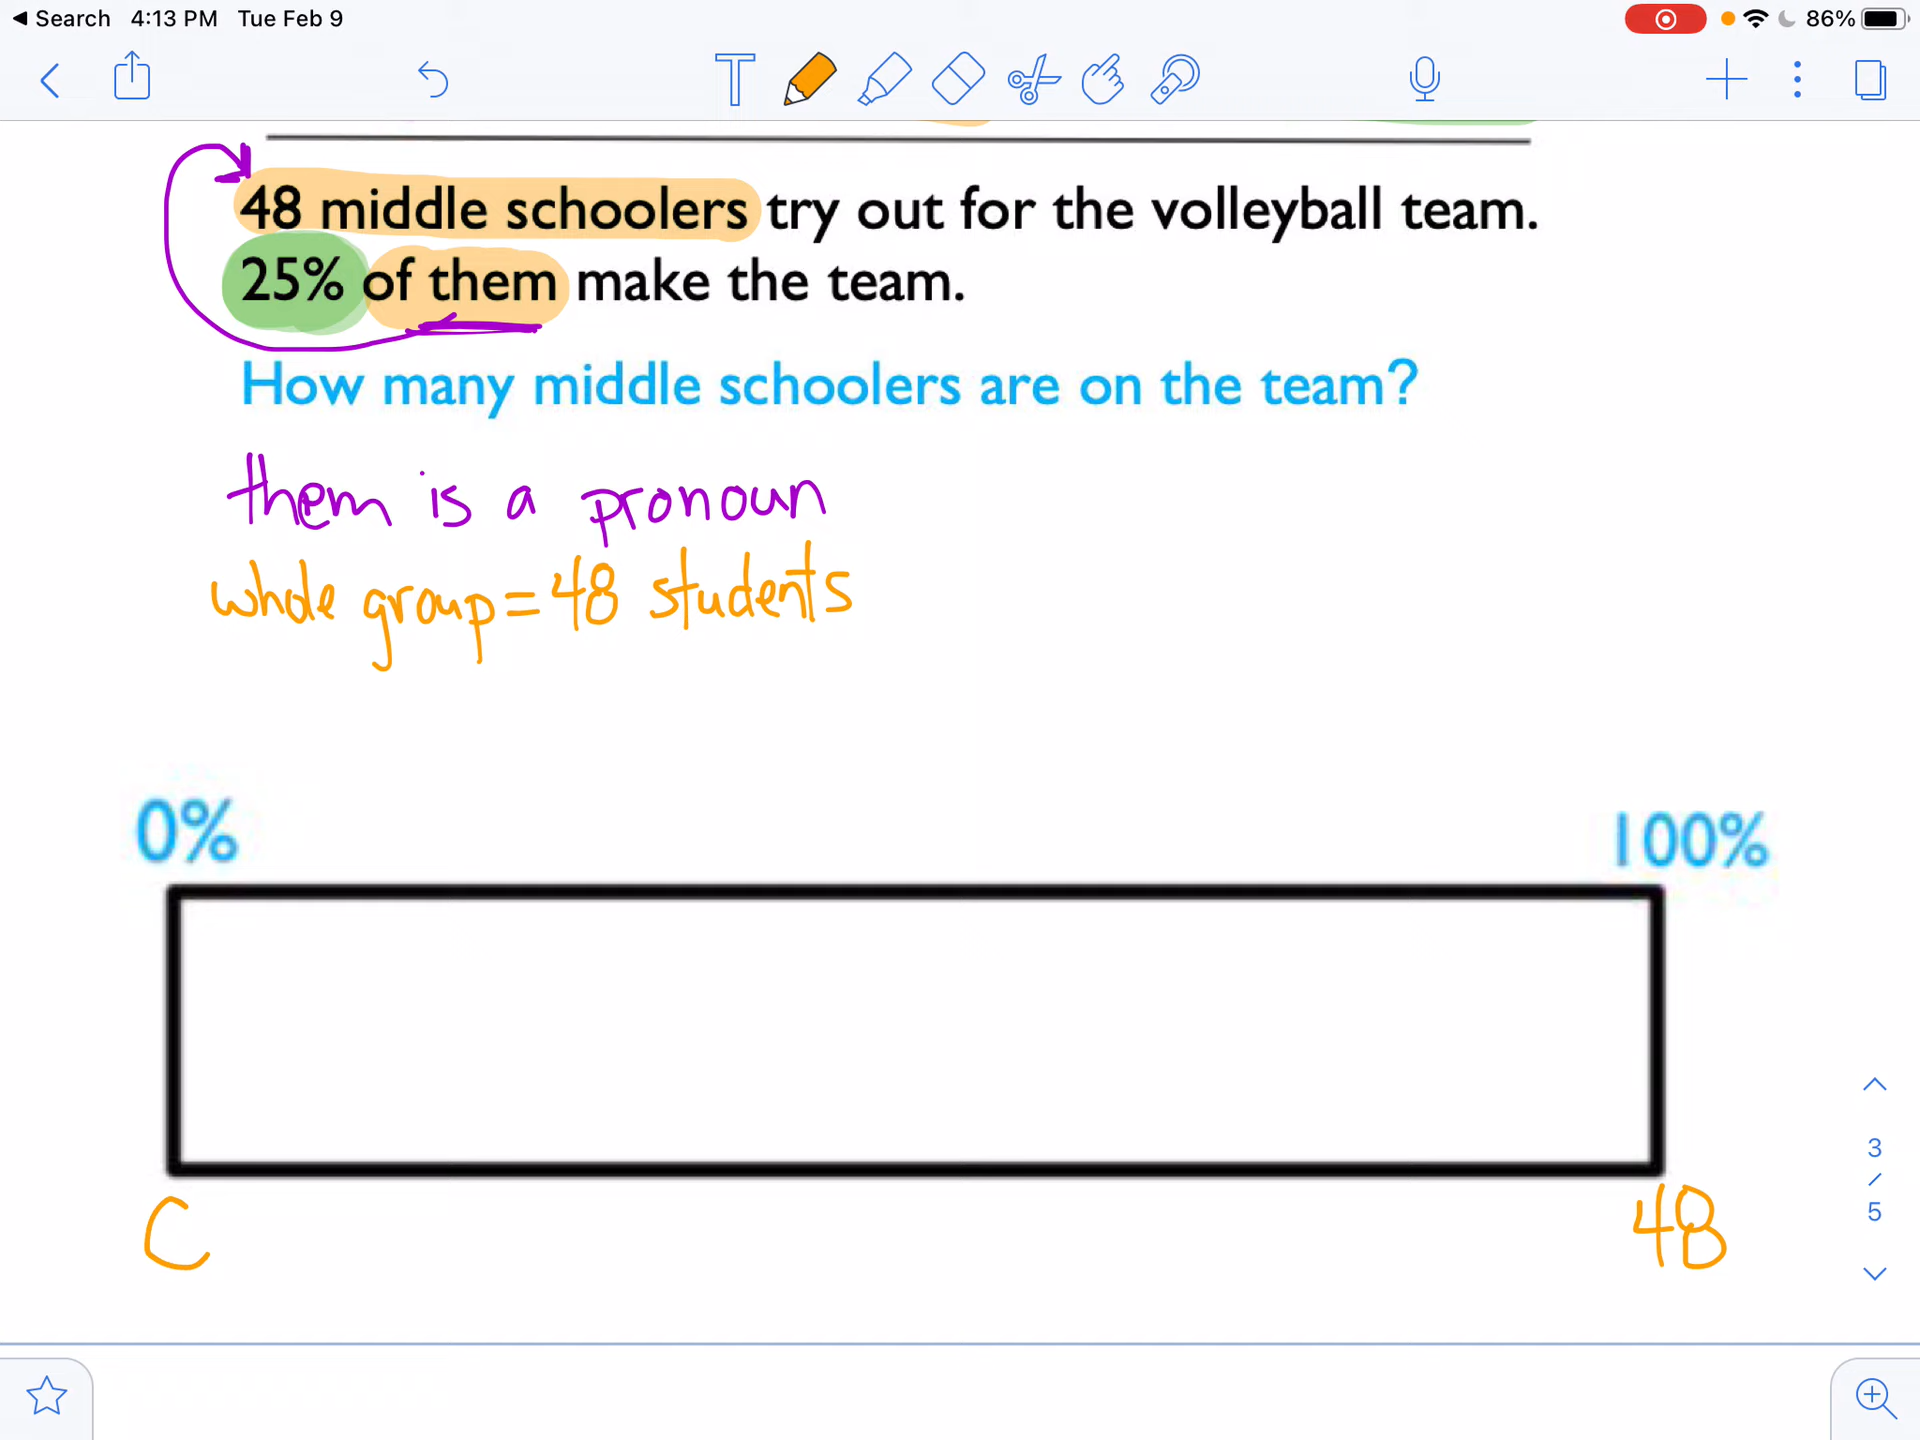 Search 4:13 PM Tue Feb 9 86%
T
48 middle schoolers try out for the volleyball team.
25% of them make the team.
How many middle schoolers are on the team?
them is a pronoun
whole group = 48 students
0% 100%
C 48
3
/
5